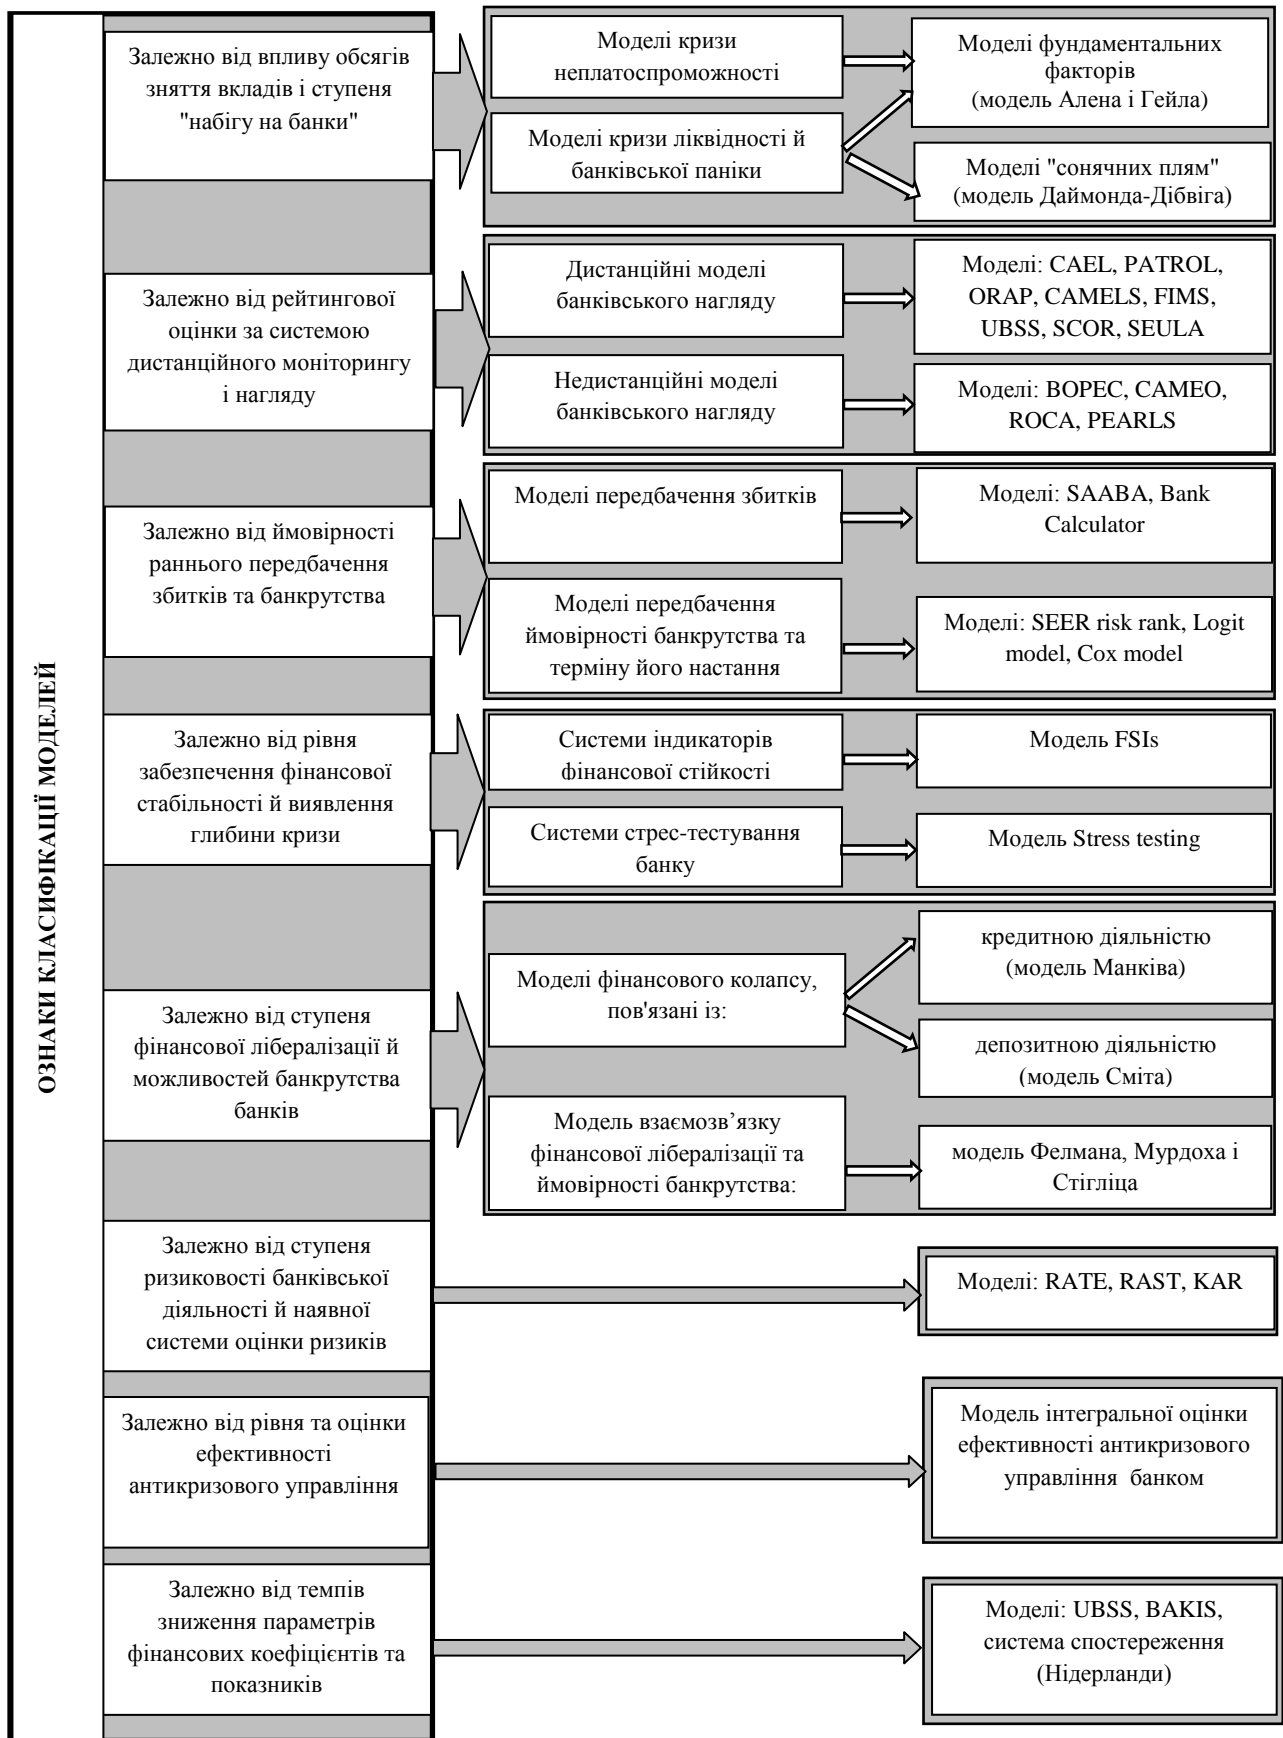 ОЗНАКИ КЛАСИФІКАЦІЇ МОДЕЛЕЙ
Залежно від впливу обсягів
зняття вкладів і ступеня
"набігу на банки"
Моделі кризи
неплатоспроможності
Моделі кризи ліквідності й
банківської паніки
Моделі фундаментальних
факторів
(модель Алена і Гейла)
Моделі "сонячних плям"
(модель Даймонда-Дібвіга)
Залежно від рейтингової
оцінки за системою
дистанційного моніторингу
і нагляду
Дистанційні моделі
банківського нагляду
Недистанційні моделі
банківського нагляду
Моделі: CAEL, PATROL,
ORAP, CAMELS, FIMS,
UBSS, SCOR, SEULA
Моделі: BOPEC, CAMEO,
ROCA, PEARLS
Залежно від ймовірності
раннього передбачення
збитків та банкрутства
Моделі передбачення збитків
Моделі передбачення
ймовірності банкрутства та
терміну його настання
Моделі: SAABA, Bank
Calculator
Моделі: SEER risk rank, Logit
model, Cox model
Залежно від рівня
забезпечення фінансової
стабільності й виявлення
глибини кризи
Системи індикаторів
фінансової стійкості
Системи стрес-тестування
банку
Модель FSIs
Модель Stress testing
Залежно від ступеня
фінансової лібералізації й
можливостей банкрутства
банків
Моделі фінансового колапсу,
пов'язані із:
Модель взаємозв’язку
фінансової лібералізації та
ймовірності банкрутства:
кредитною діяльністю
(модель Манківа)
депозитною діяльністю
(модель Сміта)
модель Фелмана, Мурдоха і
Стігліца
Залежно від ступеня
ризиковості банківської
діяльності й наявної
системи оцінки ризиків
Моделі: RATE, RAST, KAR
Залежно від рівня та оцінки
ефективності
антикризового управління
Модель інтегральної оцінки
ефективності антикризового
управління банком
Залежно від темпів
зниження параметрів
фінансових коефіцієнтів та
показників
Моделі: UBSS, BAKIS,
система спостереження
(Нідерланди)